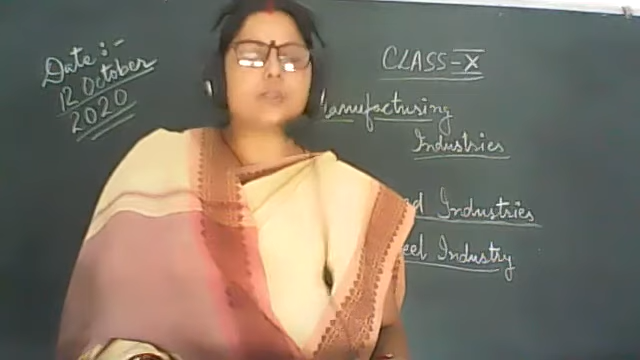 Date :-
12 October
2020
CLASS-X
Manufacturing
Industries
Industries
Industry